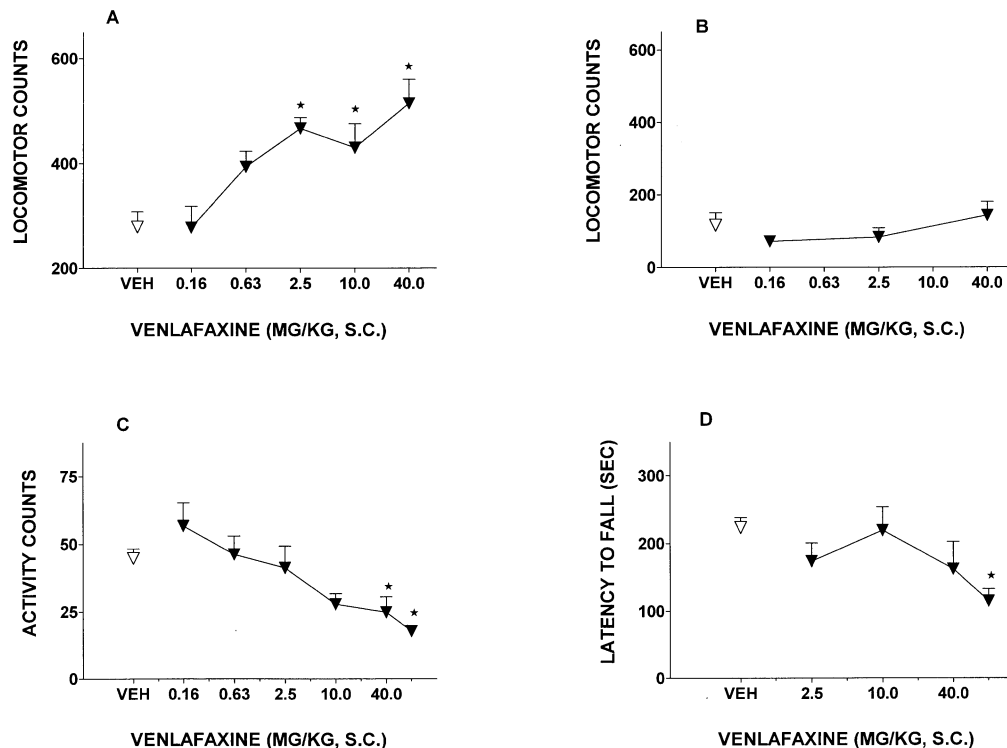 A
LOCOMOTOR COUNTS
600
400
200
VEH 0.16 0.63 2.5 10.0 40.0
VENLAFAXINE (MG/KG, S.C.)
B
LOCOMOTOR COUNTS
600
400
200
0
VEH 0.16 0.63 2.5 10.0 40.0
VENLAFAXINE (MG/KG, S.C.)
C
ACTIVITY COUNTS
75
50
25
0
VEH 0.16 0.63 2.5 10.0 40.0
VENLAFAXINE (MG/KG, S.C.)
D
LATENCY TO FALL (SEC)
300
200
100
0
VEH 2.5 10.0 40.0
VENLAFAXINE (MG/KG, S.C.)